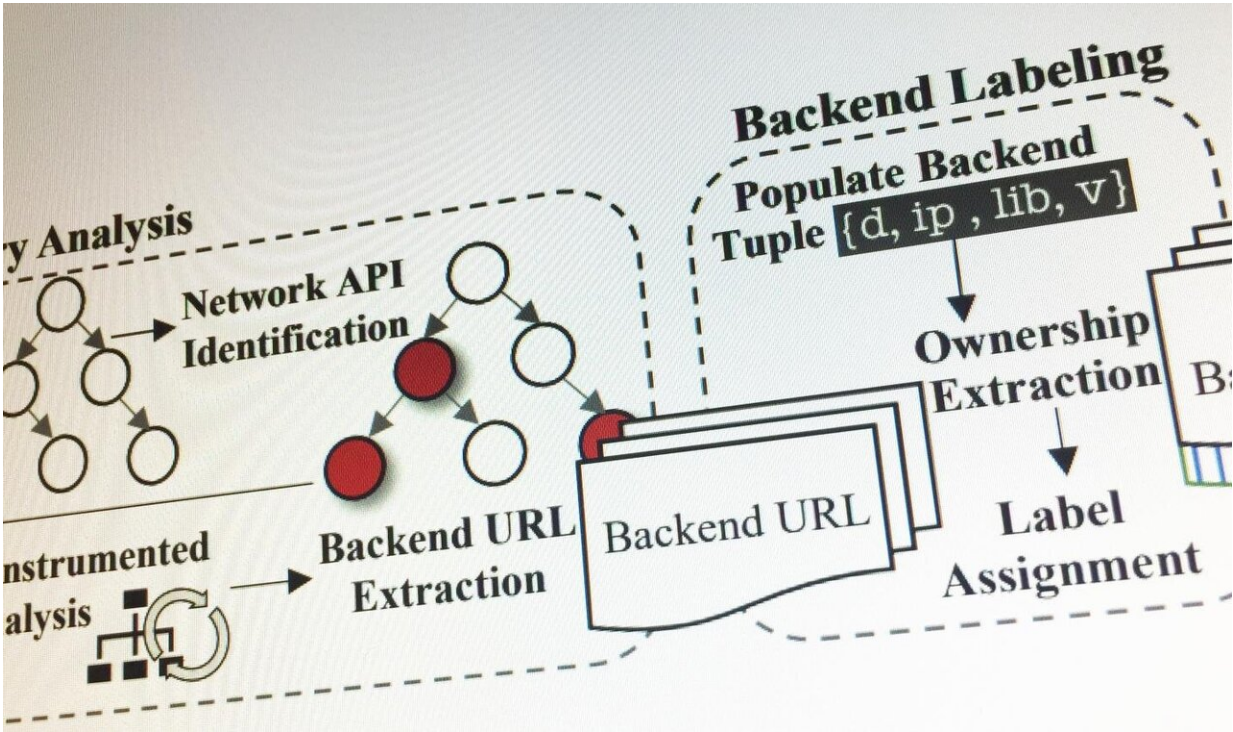 y Analysis
Network API
Identification
nstrumented
alysis
Backend URL
Extraction
Backend URL
Backend Labeling
Populate Backend
Tuple {d, ip , lib, v}
Ownership
Extraction
Label
Assignment
Ba